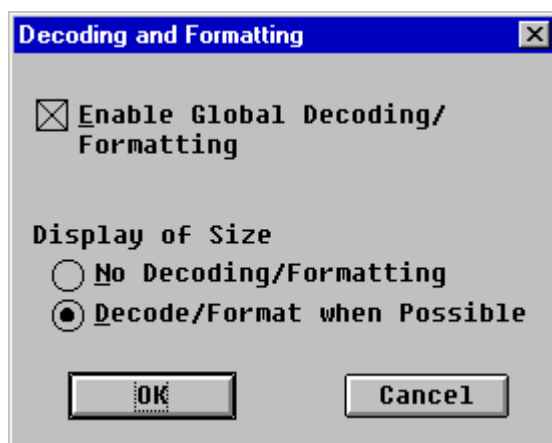 Decoding and Formatting
Enable Global Decoding/
Formatting
Display of Size
No Decoding/Formatting
Decode/Format when Possible
OK
Cancel